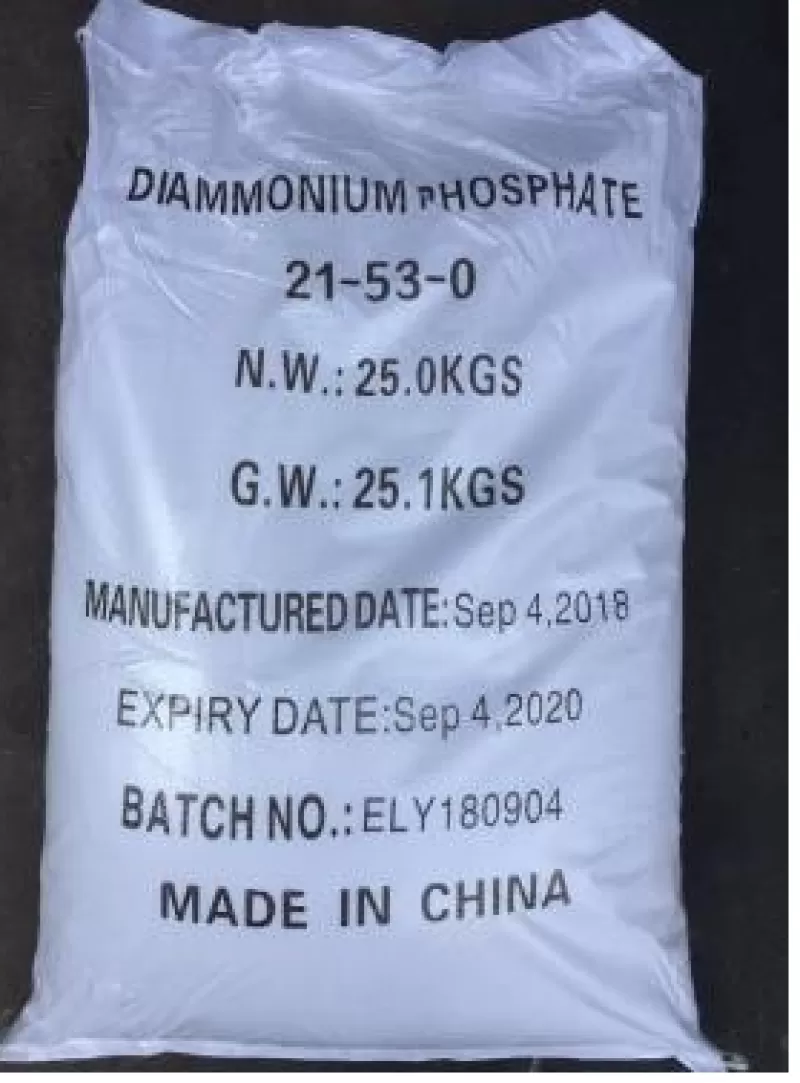 DIAMMONIUM PHOSPHATE
21-53-0
N.W.: 25.0KGS
G.W.: 25.1KGS
MANUFACTURED DATE:Sep 4,2018
EXPIRY DATE:Sep 4,2020
BATCH NO.: ELY180904
MADE IN CHINA